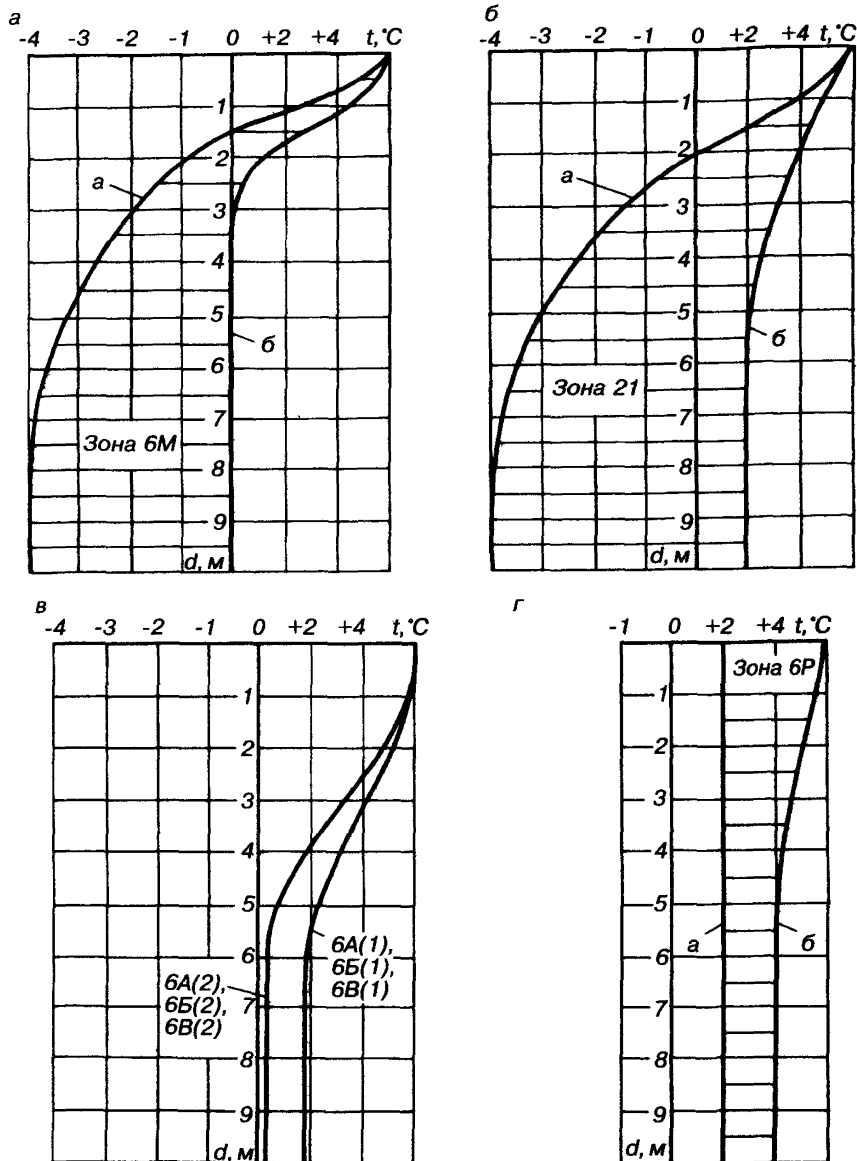 а
-4 -3 -2 -1 0 +2 +4 t,°C
1
2
а
3
4
5
б
6
7
Зона 6М
8
9
d, м
б
-4 -3 -2 -1 0 +2 +4 t,°C
1
2
а
3
4
5
б
6
Зона 21
7
8
9
d, м
в
-4 -3 -2 -1 0 +2 +4 t,°C
1
2
3
4
5
6А(1),
6Б(1),
6В(1)
6
6А(2),
6Б(2),
6В(2)
7
8
9
d, м
г
-1 0 +2 +4 t,°C
Зона 6Р
1
2
3
4
5
а б
6
7
8
9
d, м